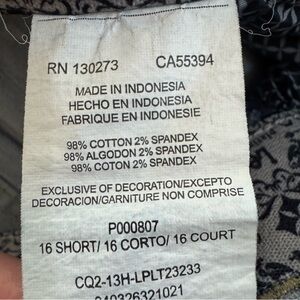 RN 130273 CA55394
MADE IN INDONESIA
HECHO EN INDONESIA
FABRIQUE EN INDONESIE
98% COTTON 2% SPANDEX
98% ALGODON 2% SPANDEX
98% COTON 2% SPANDEX
EXCLUSIVE OF DECORATION/EXCEPTO
DECORACION/GARNITURE NON COMPRISE
P000807
16 SHORT/ 16 CORTO/ 16 COURT
CQ2-13H-LPLT23233